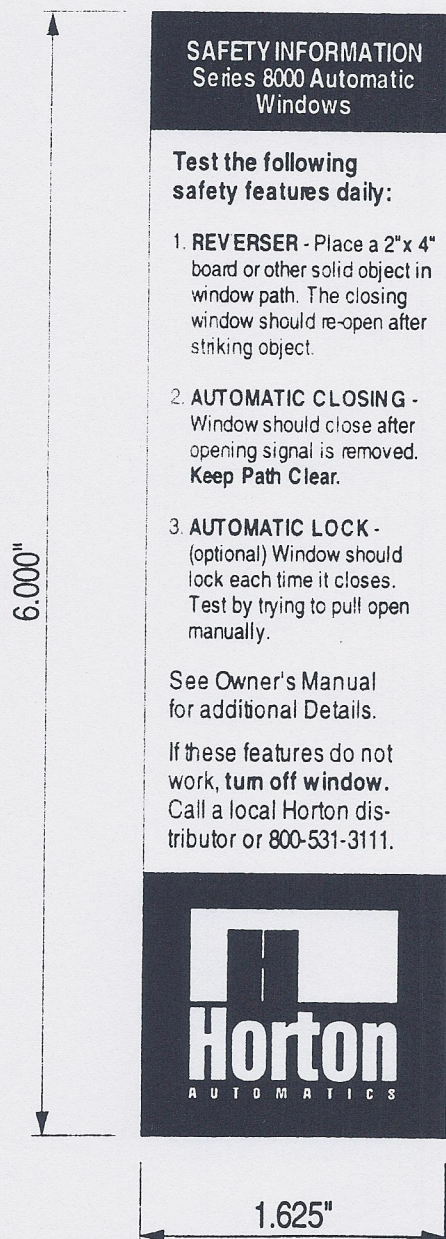 SAFETY INFORMATION
Series 8000 Automatic
Windows
Test the following
safety features daily:
1. REVERSER - Place a 2"x 4"
board or other solid object in
window path. The closing
window should re-open after
striking object.
2. AUTOMATIC CLOSING -
Window should close after
opening signal is removed.
Keep Path Clear.
3. AUTOMATIC LOCK -
(optional) Window should
lock each time it closes.
Test by trying to pull open
manually.
See Owner's Manual
for additional Details.
If these features do not
work, turn off window.
Call a local Horton dis-
tributor or 800-531-3111.
Horton
AUTOMATICS
6.000"
1.625"